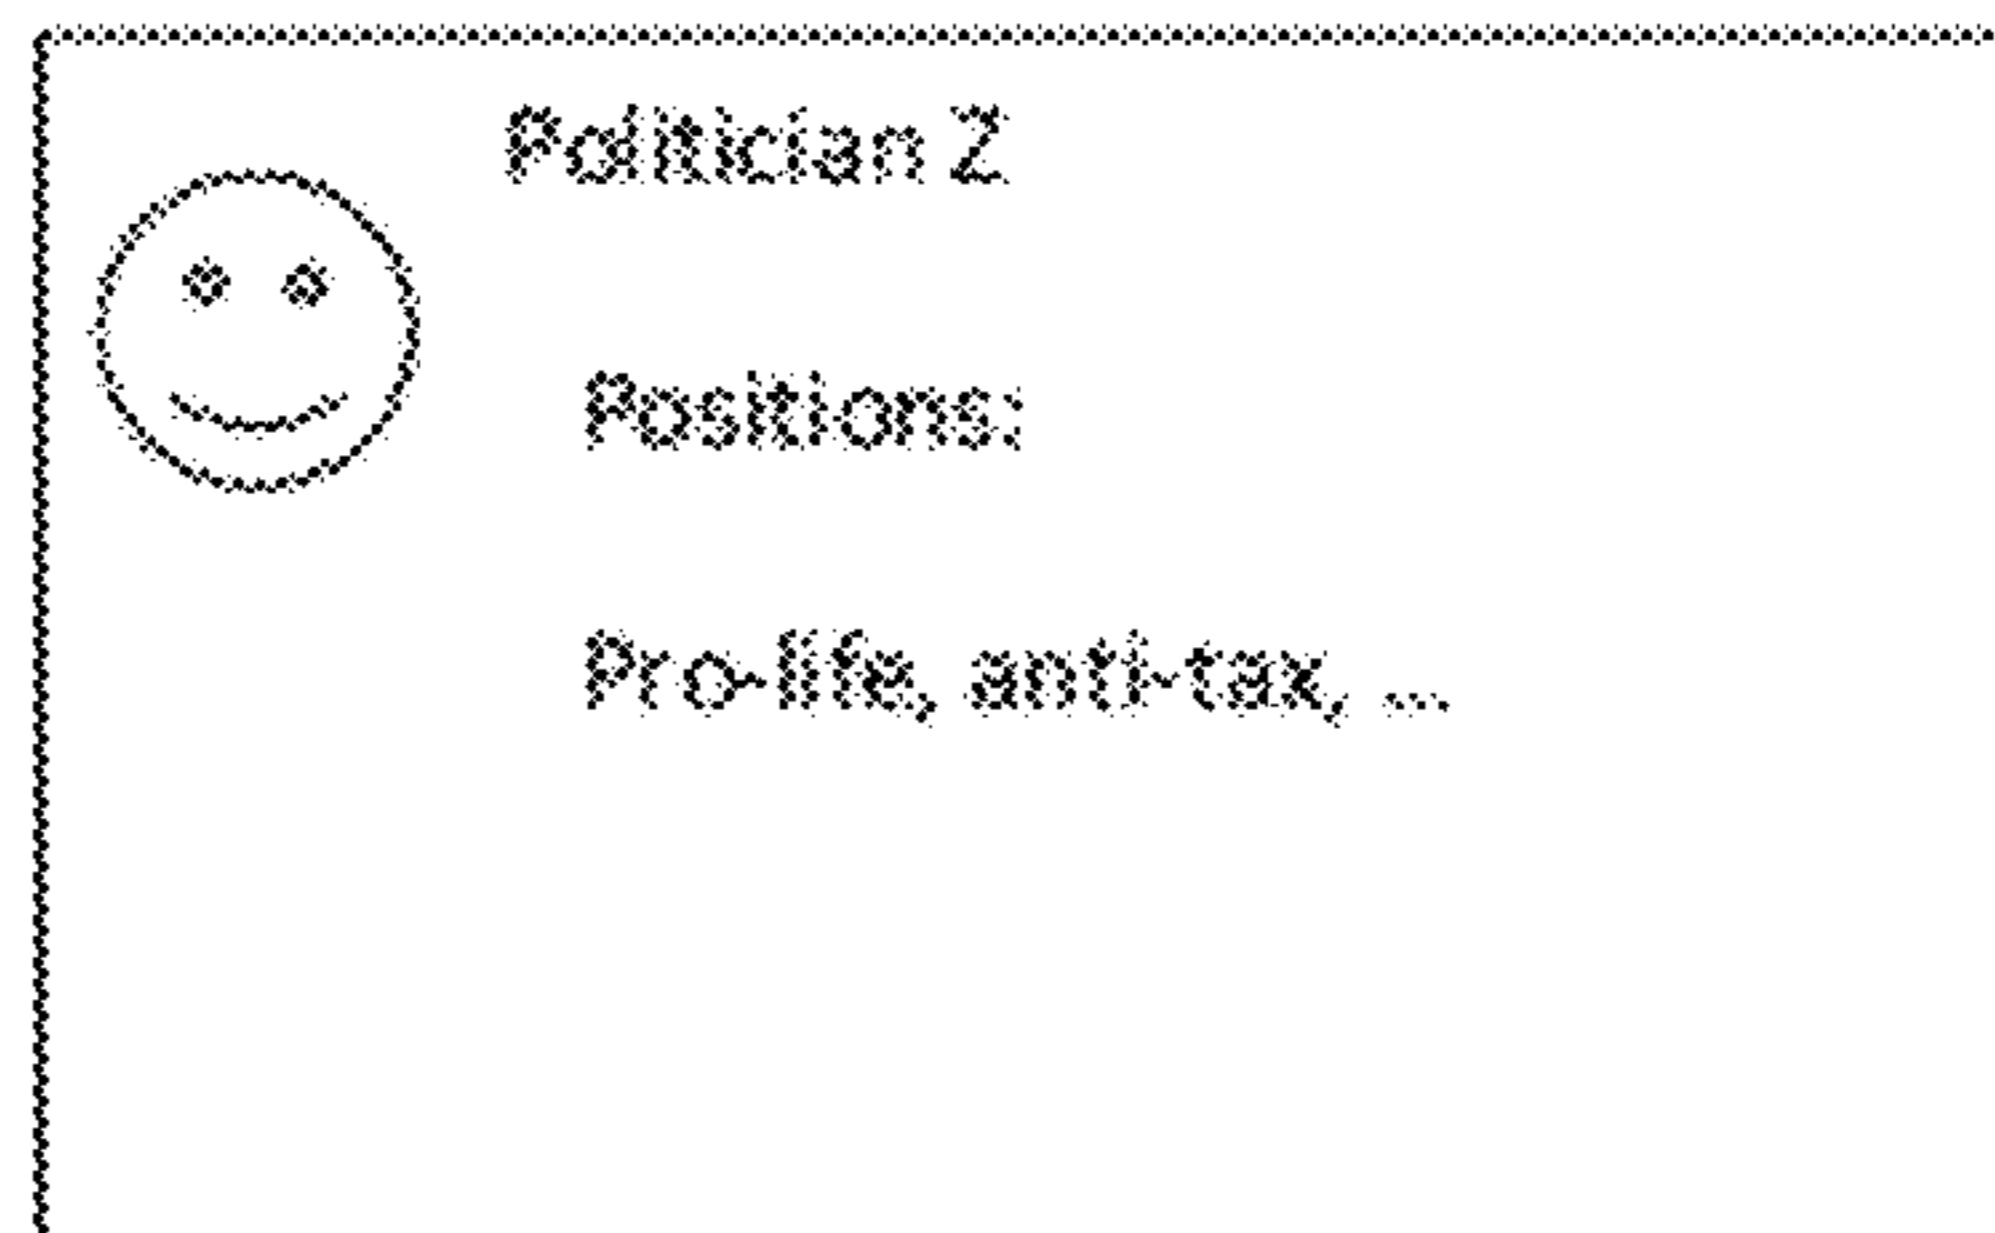 Politician Z
Positions:
Pro-life, anti-tax, ...